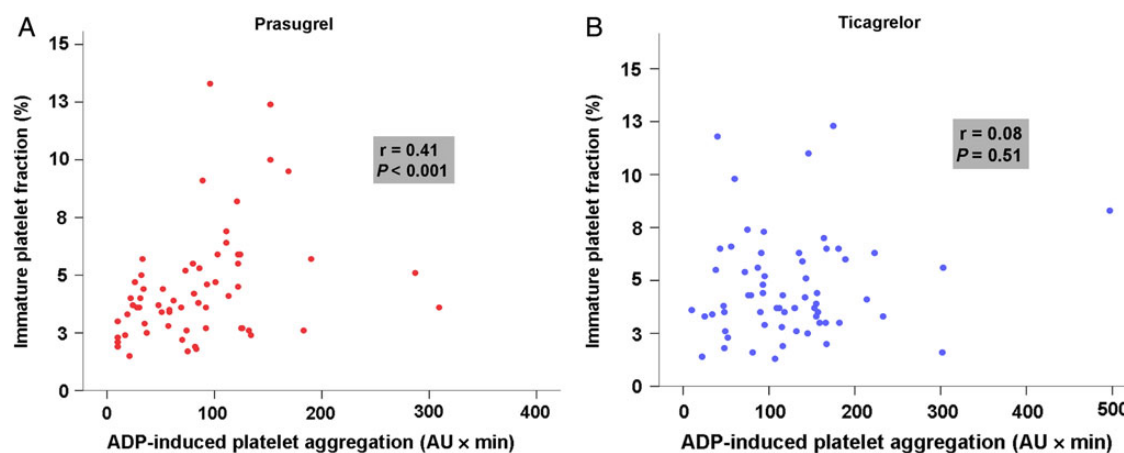 A
Prasugrel
Immature platelet fraction (%)
15
13
10
8
5
3
0
r = 0.41
P < 0.001
0 100 200 300 400
ADP-induced platelet aggregation (AU × min)
B
Ticagrelor
Immature platelet fraction (%)
15
13
10
8
5
3
0
r = 0.08
P = 0.51
0 100 200 300 400 500
ADP-induced platelet aggregation (AU × min)